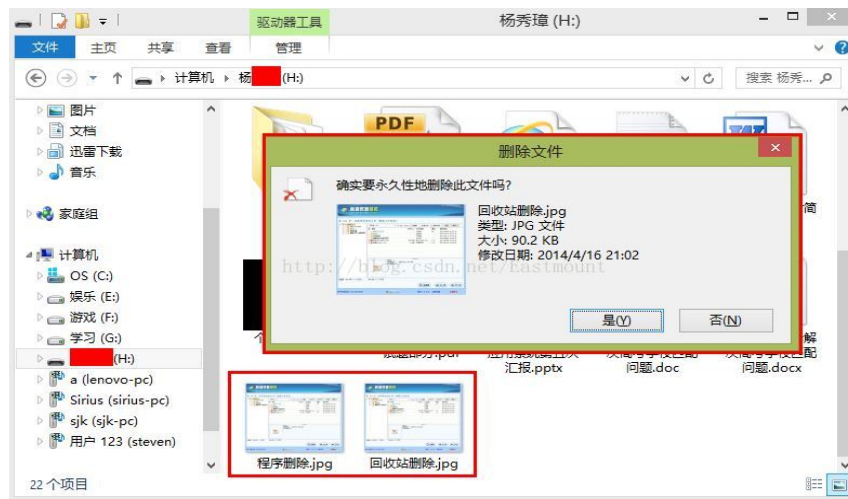 驱动器工具
杨秀璋 (H:)
文件 主页 共享 查看 管理
计算机 杨 (H:)
搜索 杨秀...
图片
文档
迅雷下载
音乐
家庭组
计算机
OS (C:)
娱乐 (E:)
游戏 (F:)
学习 (G:)
(H:)
a (lenovo-pc)
Sirius (sirius-pc)
sjk (sjk-pc)
用户 123 (steven)
PDF
删除文件
确实要永久性地删除此文件吗?
回收站删除.jpg
类型: JPG 文件
大小: 90.2 KB
修改日期: 2014/4/16 21:02
http://blog.csdn.net/Eastmount
是(Y)
否(N)
简
解
汇报.pptx
问题.doc
问题.docx
程序删除.jpg
回收站删除.jpg
22 个项目